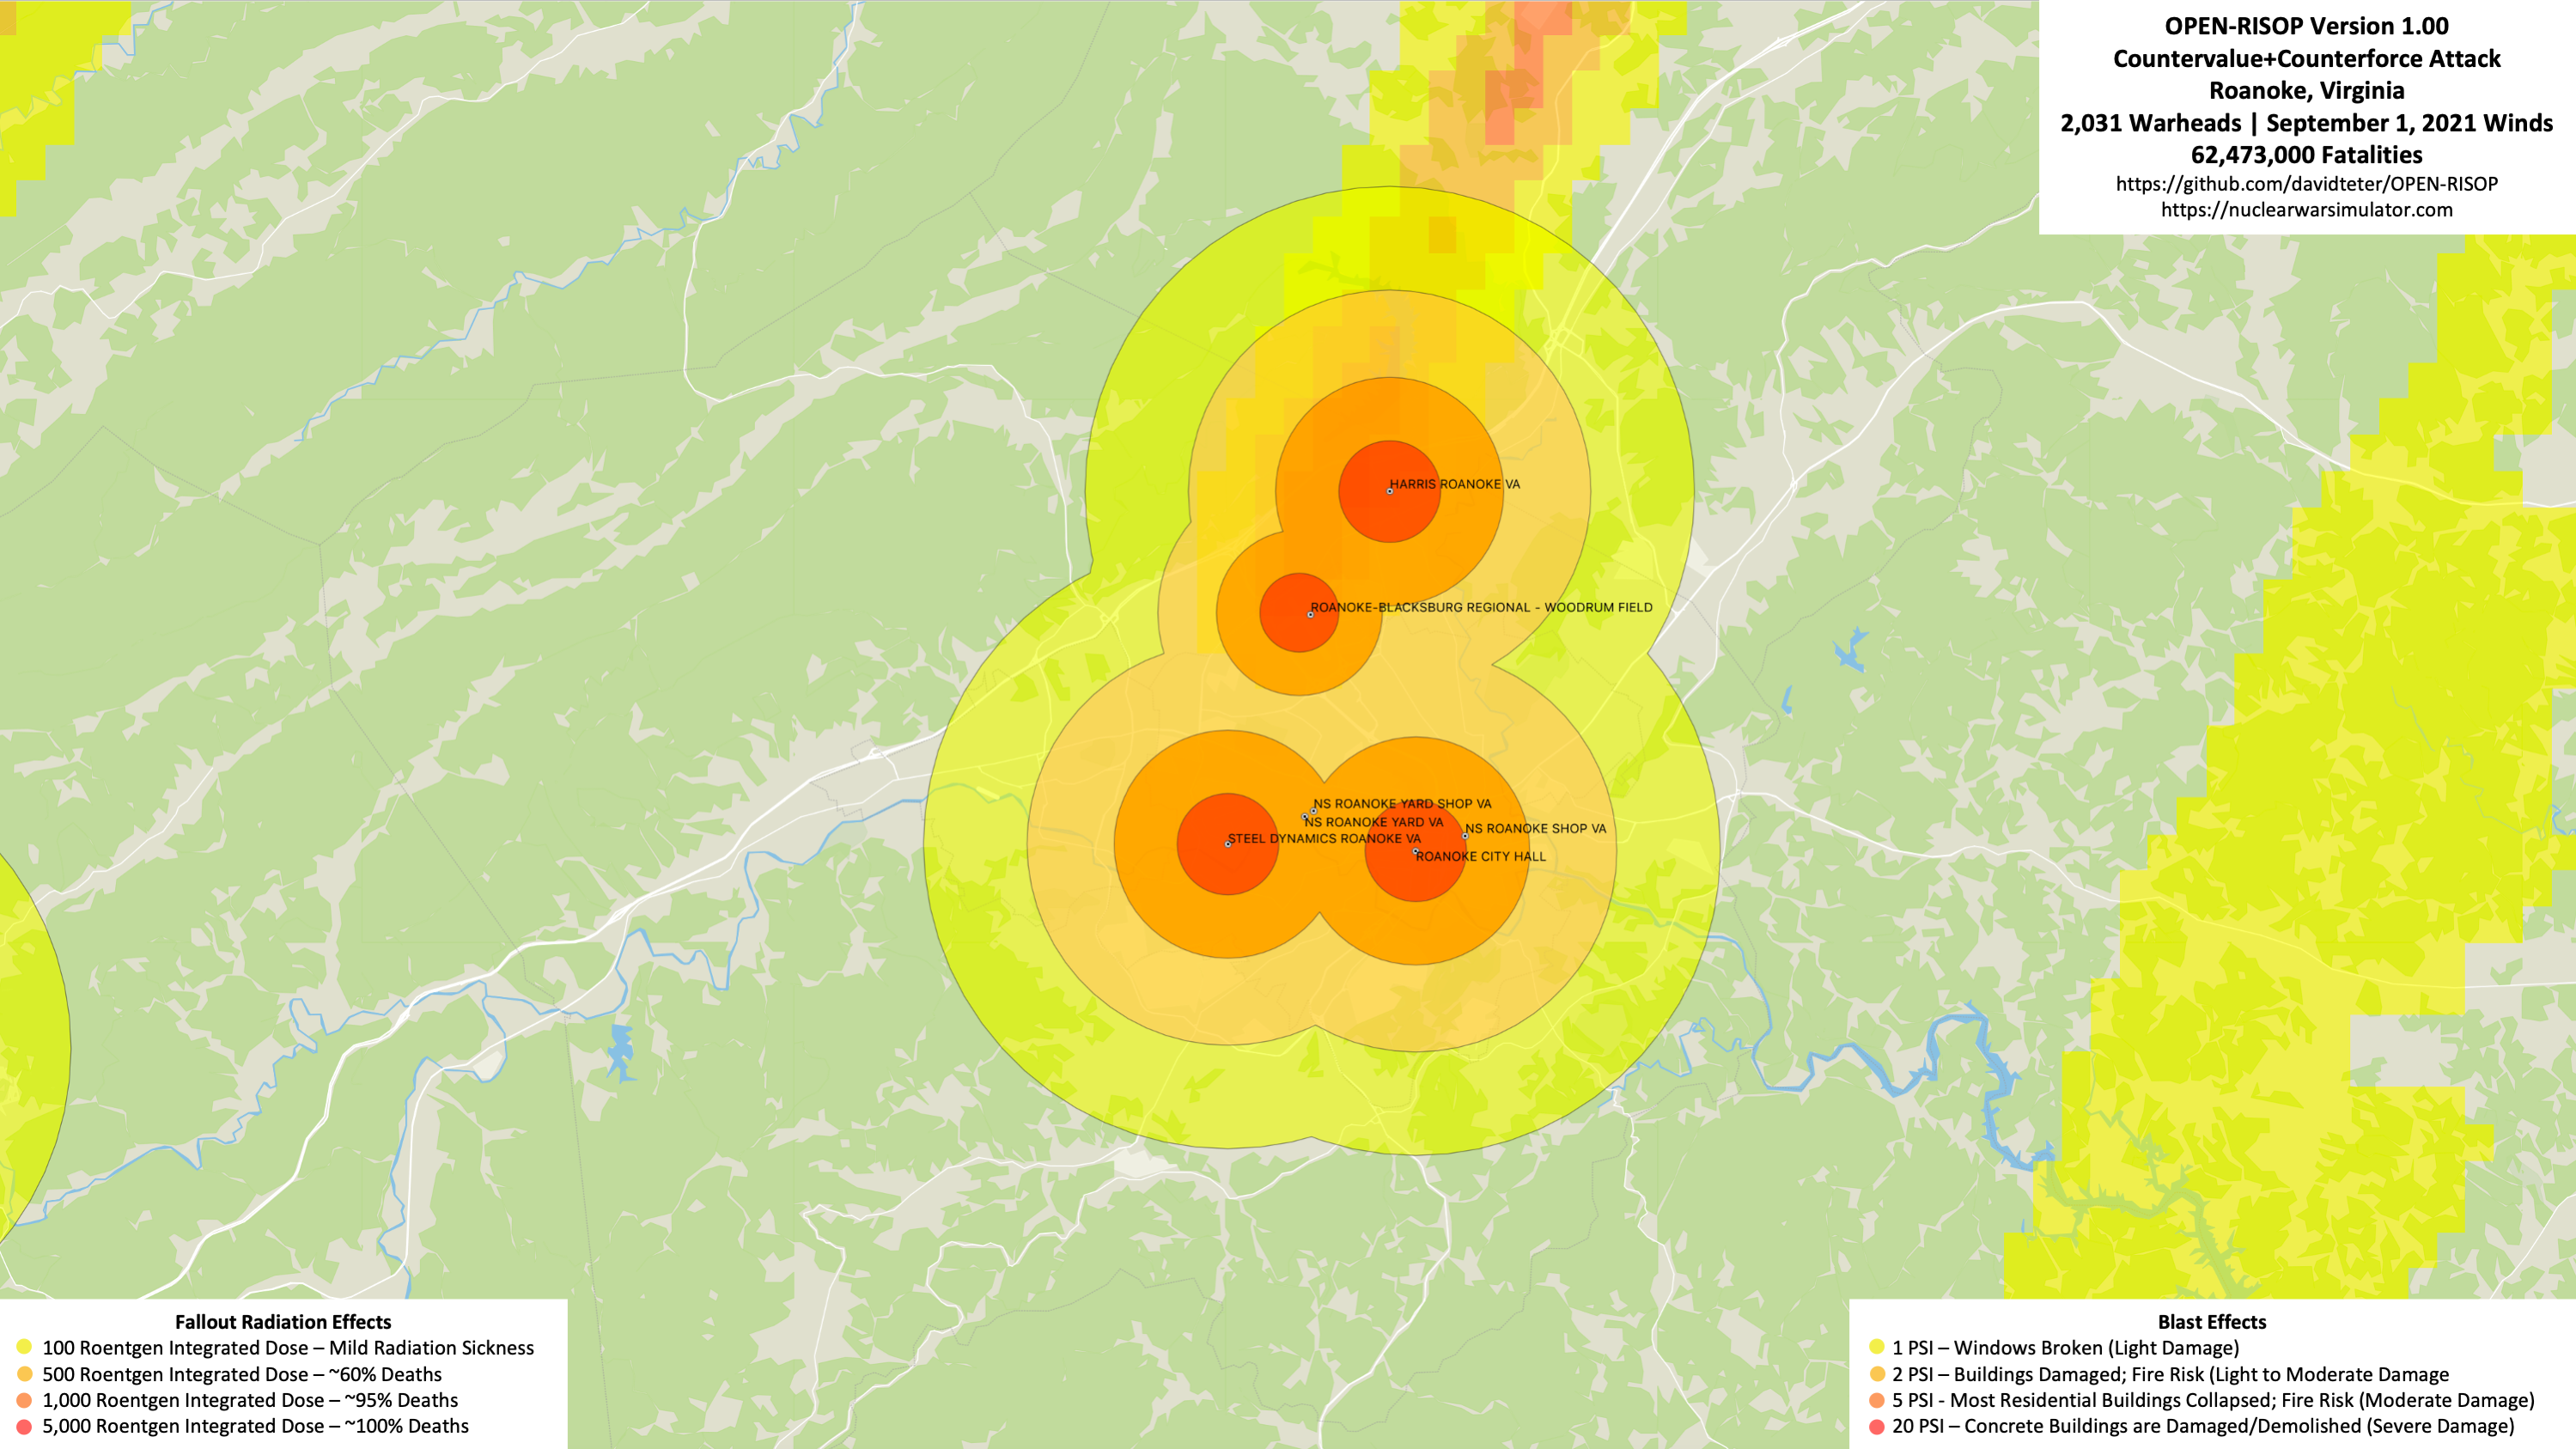 OPEN-RISOP Version 1.00
Countervalue+Counterforce Attack
Roanoke, Virginia
2,031 Warheads | September 1, 2021 Winds
62,473,000 Fatalities
https://github.com/davidteter/OPEN-RISOP
https://nuclearwarsimulator.com
HARRIS ROANOKE VA
ROANOKE-BLACKSBURG REGIONAL - WOODRUM FIELD
NS ROANOKE YARD SHOP VA
NS ROANOKE YARD VA
NS ROANOKE SHOP VA
STEEL DYNAMICS ROANOKE VA
ROANOKE CITY HALL
Fallout Radiation Effects
100 Roentgen Integrated Dose – Mild Radiation Sickness
500 Roentgen Integrated Dose – ~60% Deaths
1,000 Roentgen Integrated Dose – ~95% Deaths
5,000 Roentgen Integrated Dose – ~100% Deaths
Blast Effects
1 PSI – Windows Broken (Light Damage)
2 PSI – Buildings Damaged; Fire Risk (Light to Moderate Damage
5 PSI - Most Residential Buildings Collapsed; Fire Risk (Moderate Damage)
20 PSI – Concrete Buildings are Damaged/Demolished (Severe Damage)